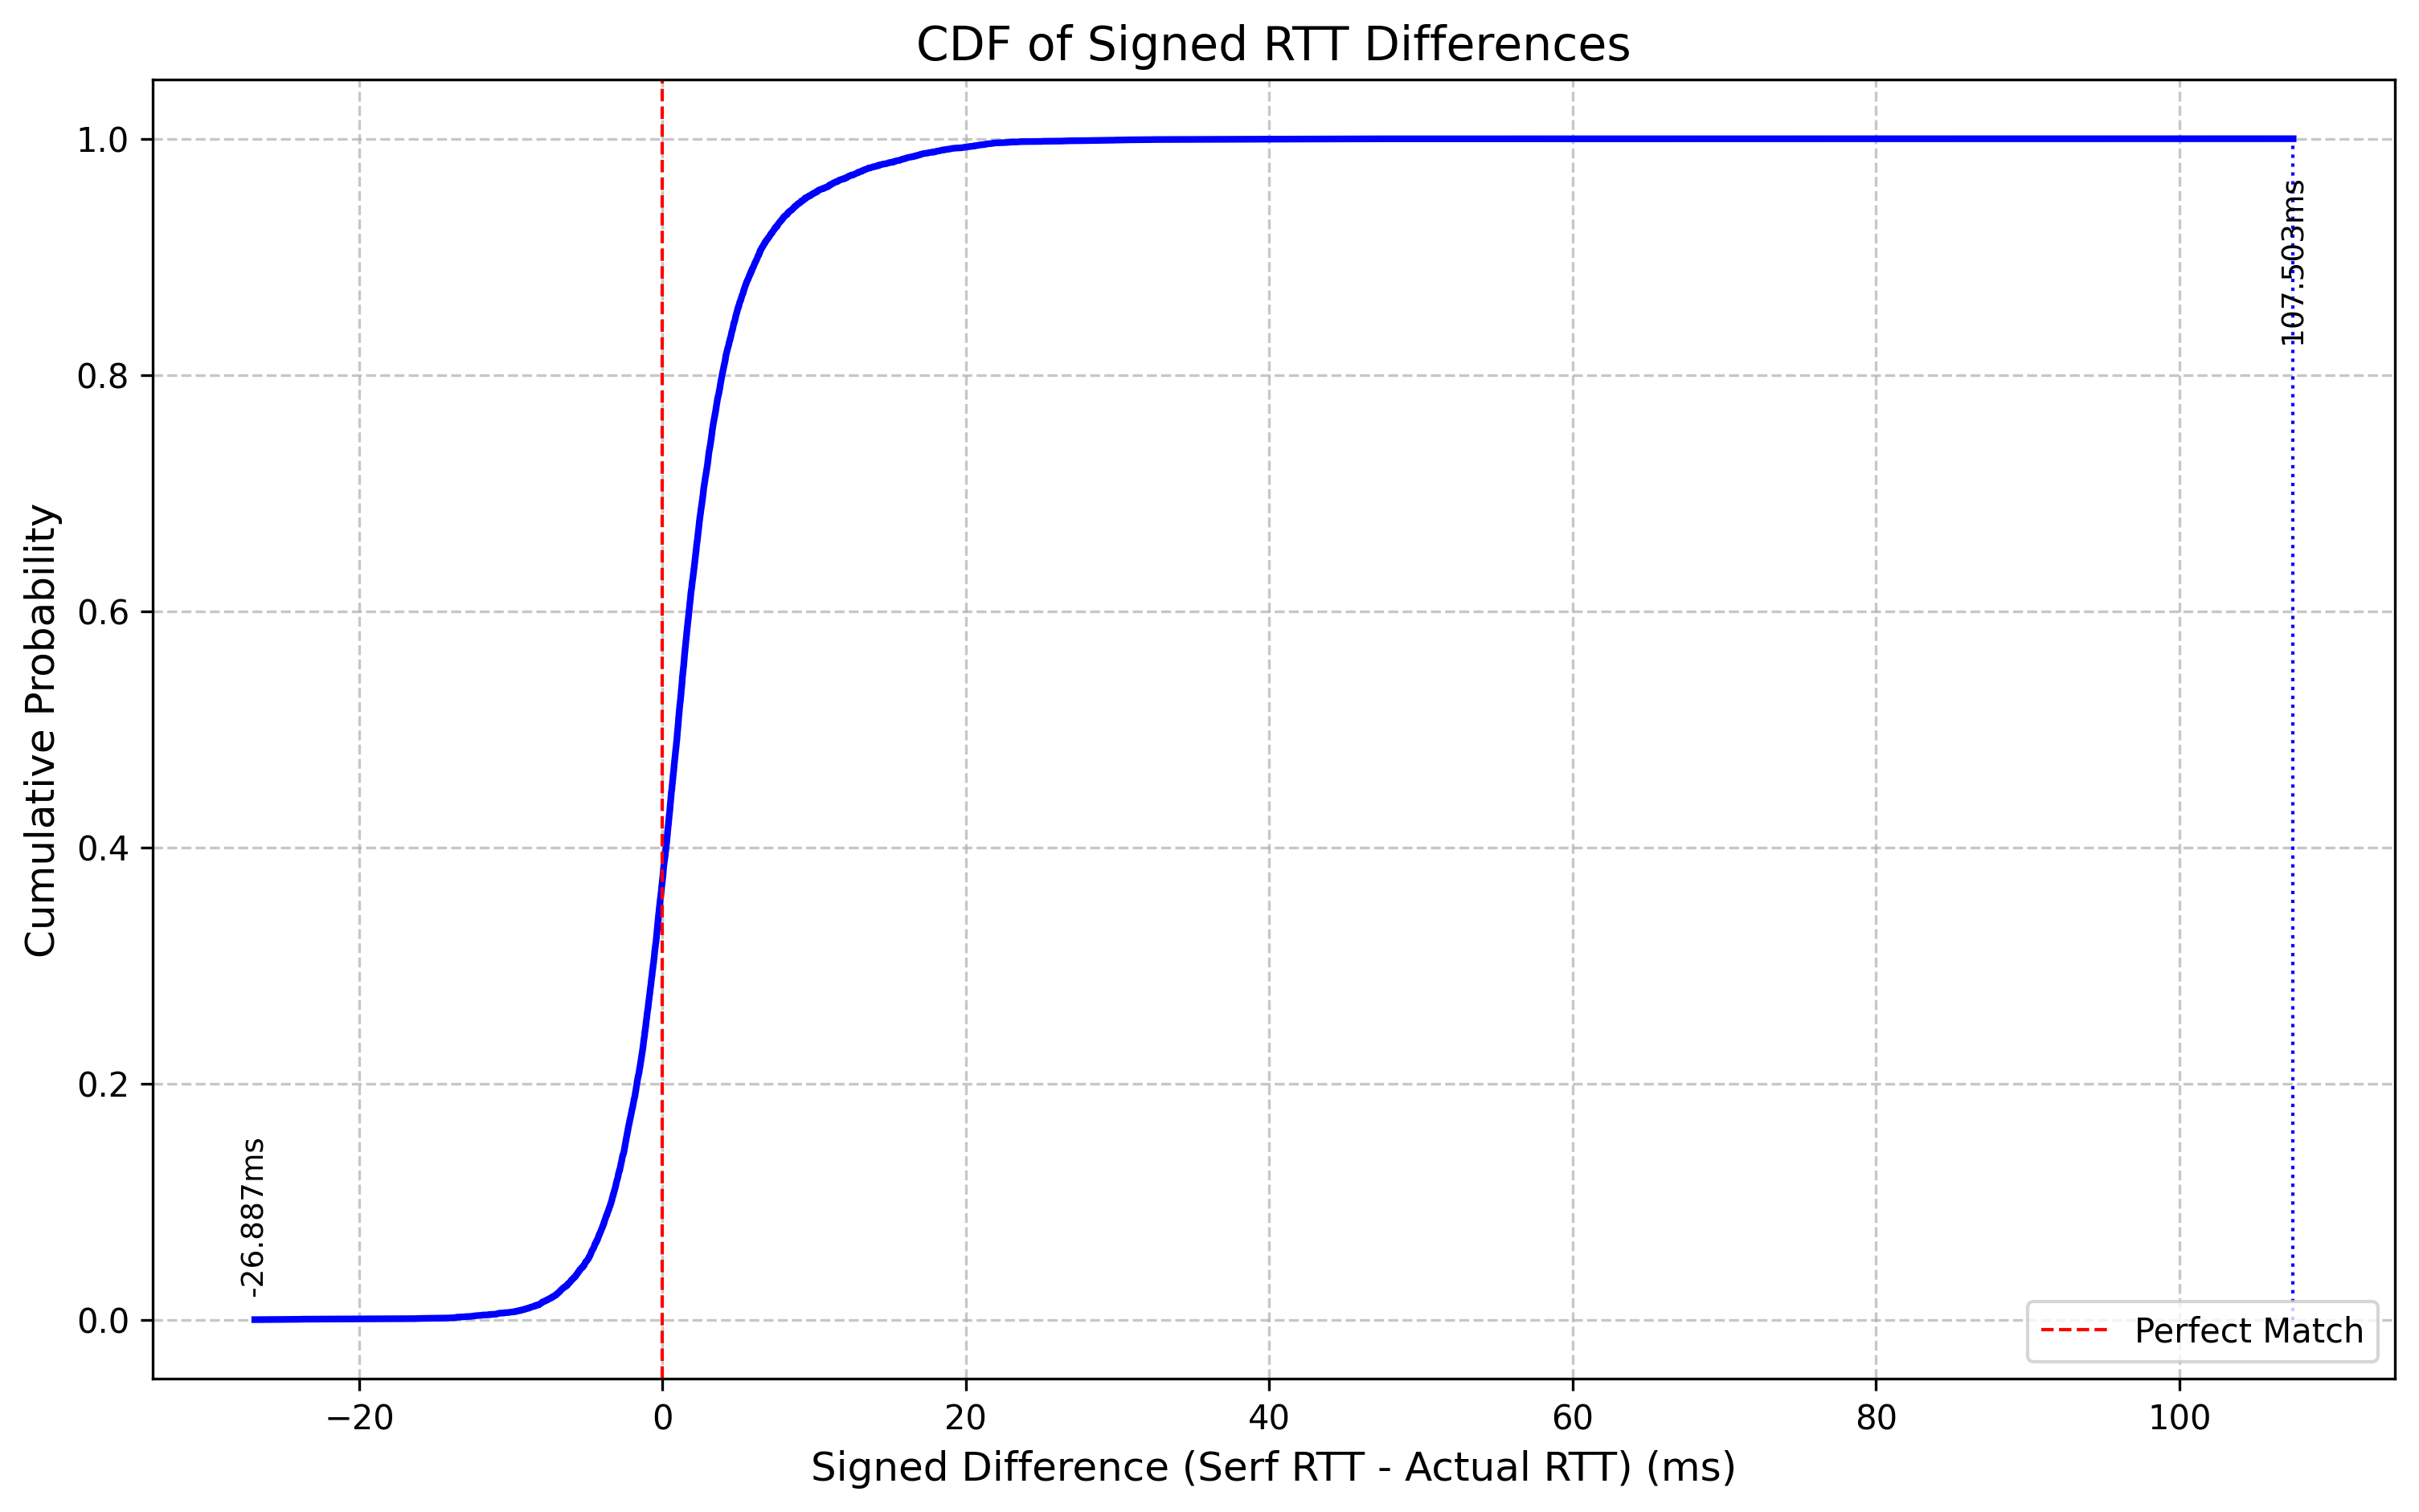 CDF of Signed RTT Differences
Cumulative Probability
1.0
0.8
0.6
0.4
0.2
0.0
-26.887ms
107.503ms
Perfect Match
−20
0
20
40
60
80
100
Signed Difference (Serf RTT - Actual RTT) (ms)